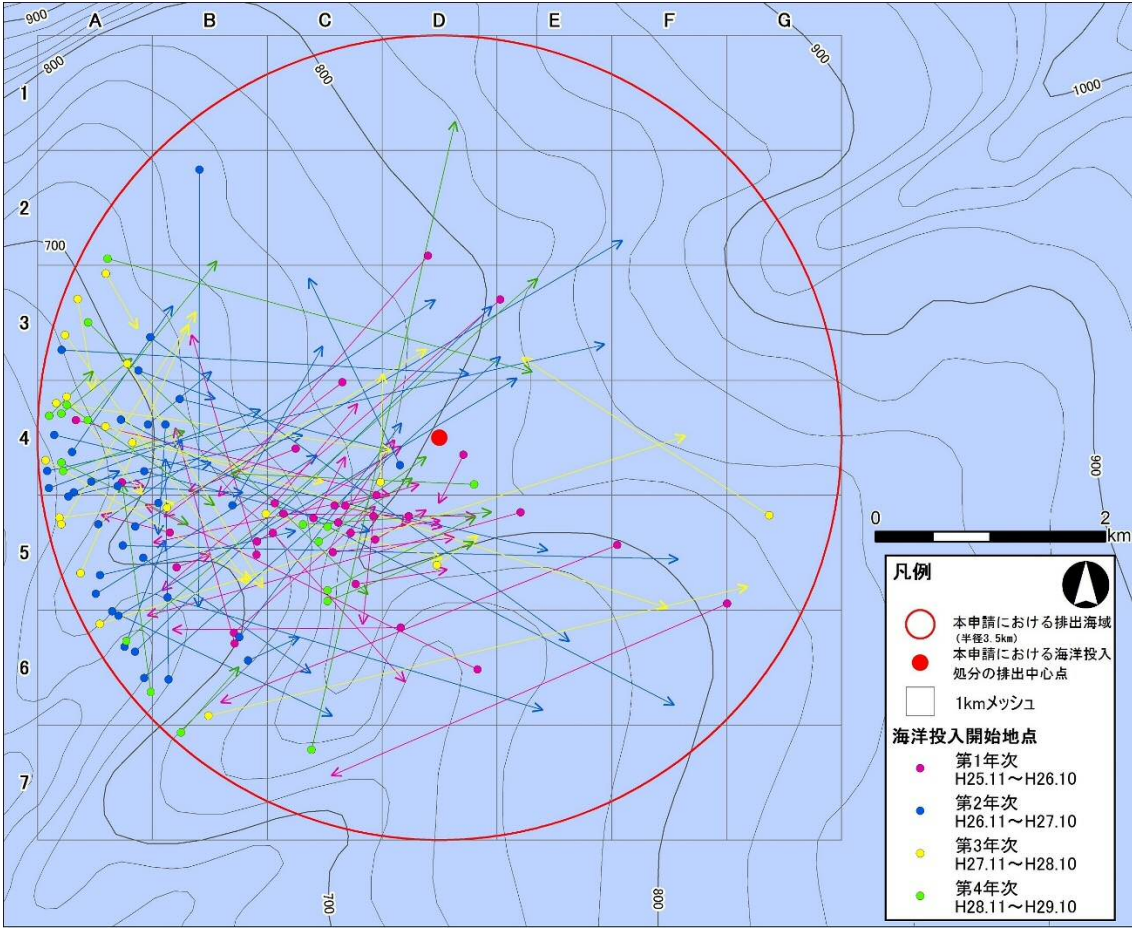 A B C D E F G
900
800
800
900
1000
1
2
700
3
4
900
0 2
km
5
6
7
700
800
凡例
本申請における排出海域
(半径3.5km)
本申請における海洋投入
処分の排出中心点
1kmメッシュ
海洋投入開始地点
第1年次
H25.11～H26.10
第2年次
H26.11～H27.10
第3年次
H27.11～H28.10
第4年次
H28.11～H29.10